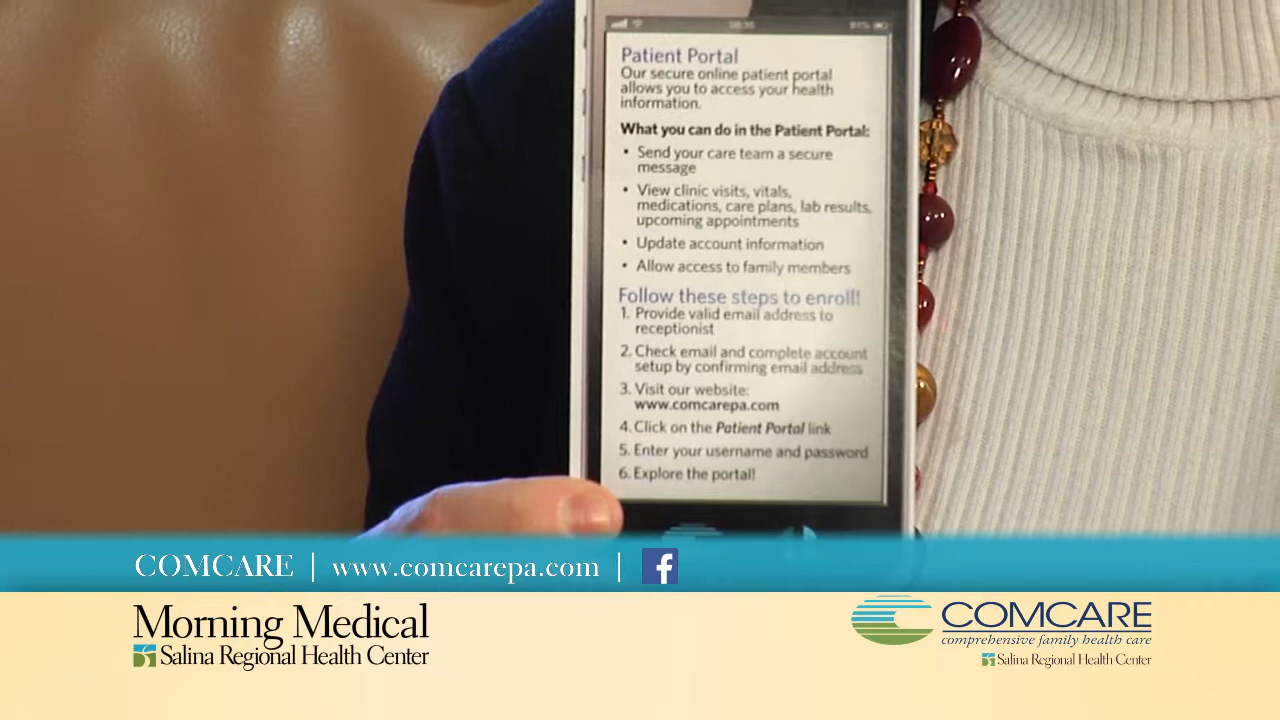 Patient Portal
Our secure online patient portal
allows you to access your health
information.
What you can do in the Patient Portal:
• Send your care team a secure
message
• View clinic visits, vitals,
medications, care plans, lab results,
upcoming appointments
• Update account information
• Allow access to family members
Follow these steps to enroll!
1. Provide valid email address to
receptionist
2. Check email and complete account
setup by confirming email address
3. Visit our website:
www.comcarepa.com
4. Click on the Patient Portal link
5. Enter your username and password
6. Explore the portal!
COMCARE | www.comcarepa.com | f
Morning Medical
Salina Regional Health Center
COMCARE
comprehensive family health care
Salina Regional Health Center